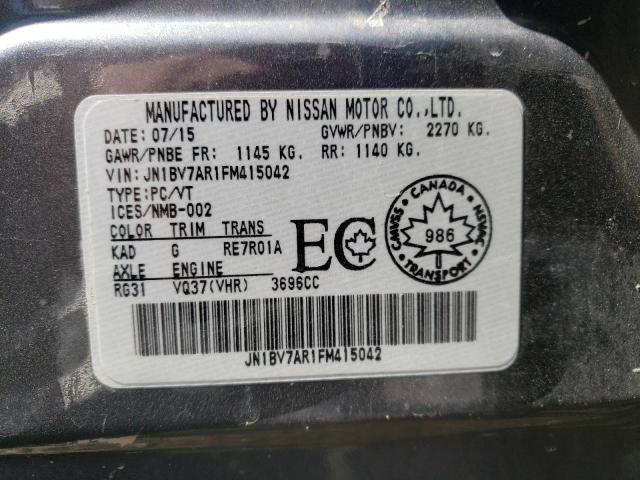 MANUFACTURED BY NISSAN MOTOR CO.,LTD.
DATE: 07/15 GVWR/PNBV: 2270 KG.
GAWR/PNBE FR: 1145 KG. RR: 1140 KG.
VIN: JN1BV7AR1FM415042
TYPE: PC/VT
ICES/NMB-002
COLOR TRIM TRANS
KAD G RE7R01A
AXLE ENGINE
RG31 VQ37(VHR) 3696CC
EC
CANADA
CMVSS
NSVAC
986
TRANSPORT
JN1BV7AR1FM415042